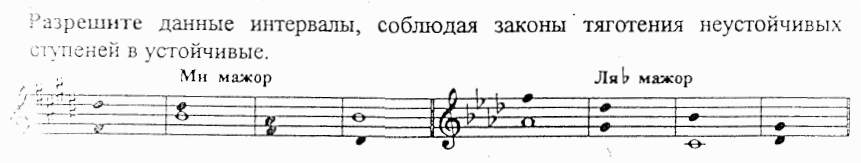 Разрешите данные интервалы, соблюдая законы тяготения неустойчивых
ступеней в устойчивые.
Ми мажор
Ля♭ мажор